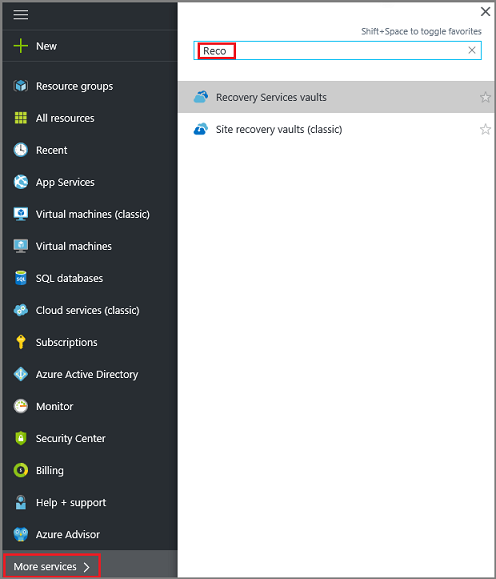 New
Resource groups
All resources
Recent
App Services
Virtual machines (classic)
Virtual machines
SQL databases
Cloud services (classic)
Subscriptions
Azure Active Directory
Monitor
Security Center
Billing
Help + support
Azure Advisor
More services
Shift+Space to toggle favorites
Reco
Recovery Services vaults
Site recovery vaults (classic)